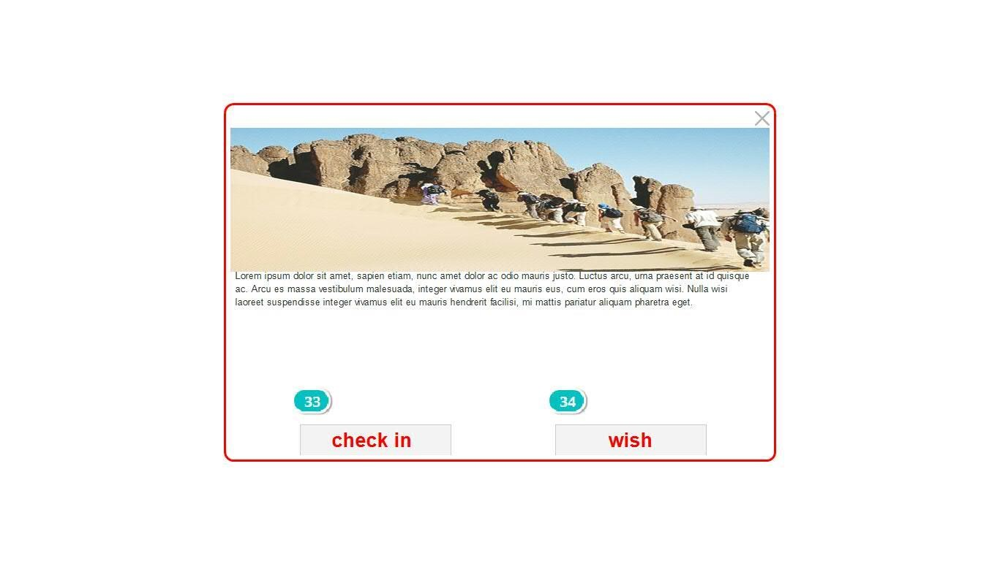 Lorem ipsum dolor sit amet, sapien etiam, nunc amet dolor ac odio mauris justo. Luctus arcu, urna praesent at id quisque
ac. Arcu es massa vestibulum malesuada, integer vivamus elit eu mauris eus, cum eros quis aliquam wisi. Nulla wisi
laoreet suspendisse integer vivamus elit eu mauris hendrerit facilisi, mi mattis pariatur aliquam pharetra eget.
33
34
check in
wish